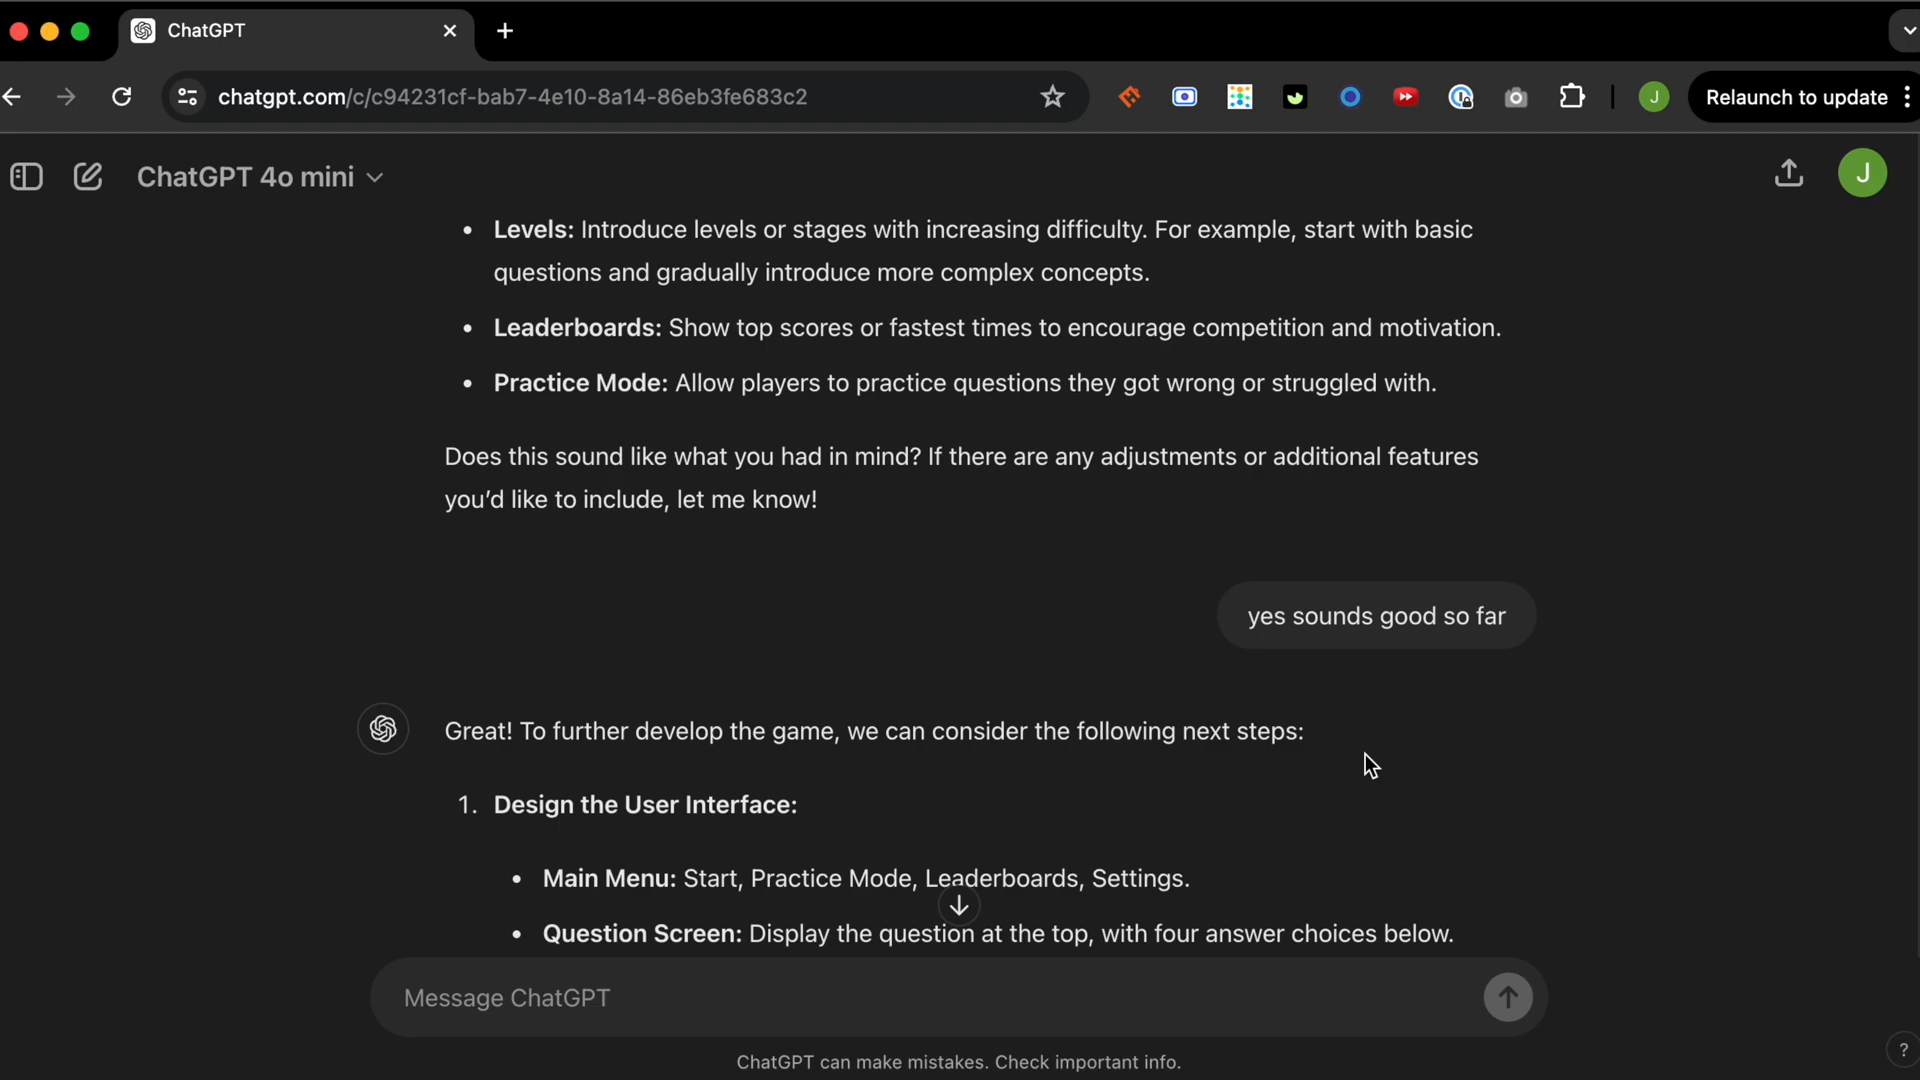 ChatGPT
chatgpt.com/c/c94231cf-bab7-4e10-8a14-86eb3fe683c2
J
Relaunch to update
ChatGPT 4o mini
J
• Levels: Introduce levels or stages with increasing difficulty. For example, start with basic
questions and gradually introduce more complex concepts.
• Leaderboards: Show top scores or fastest times to encourage competition and motivation.
• Practice Mode: Allow players to practice questions they got wrong or struggled with.
Does this sound like what you had in mind? If there are any adjustments or additional features
you’d like to include, let me know!
yes sounds good so far
Great! To further develop the game, we can consider the following next steps:
1. Design the User Interface:
• Main Menu: Start, Practice Mode, Leaderboards, Settings.
• Question Screen: Display the question at the top, with four answer choices below.
Message ChatGPT
ChatGPT can make mistakes. Check important info.
?